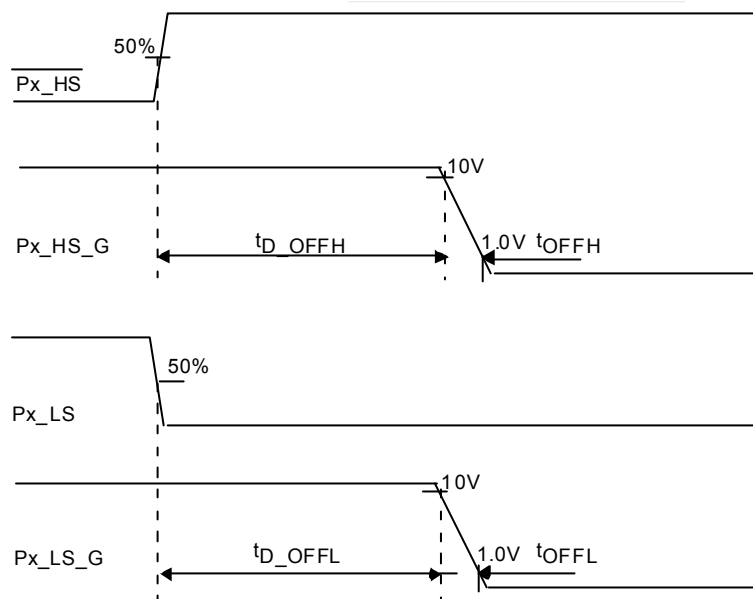 50%
Px_HS
10V
Px_HS_G
tD_OFFH
1.0V
tOFFH
50%
Px_LS
10V
Px_LS_G
tD_OFFL
1.0V
tOFFL